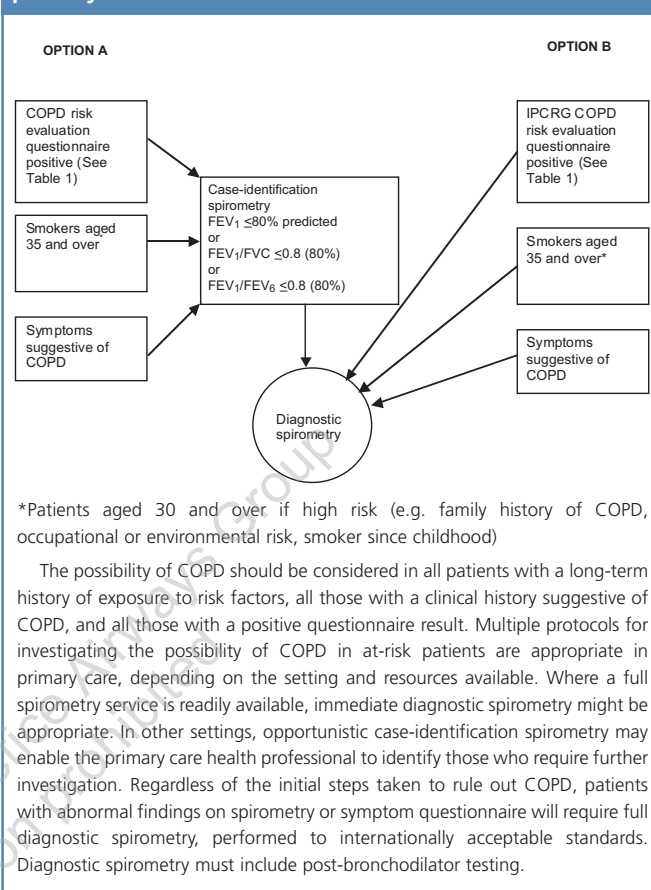 OPTION A
OPTION B
COPD risk
evaluation
questionnaire
positive (See
Table 1)
Smokers aged
35 and over
Symptoms
suggestive of
COPD
Case-identification
spirometry
FEV₁ ≤80% predicted
or
FEV₁/FVC ≤0.8 (80%)
or
FEV₁/FEV₆ ≤0.8 (80%)
Diagnostic
spirometry
IPCRG COPD
risk evaluation
questionnaire
positive (See
Table 1)
Smokers aged
35 and over*
Symptoms
suggestive of
COPD
*Patients aged 30 and over if high risk (e.g. family history of COPD,
occupational or environmental risk, smoker since childhood)
The possibility of COPD should be considered in all patients with a long-term
history of exposure to risk factors, all those with a clinical history suggestive of
COPD, and all those with a positive questionnaire result. Multiple protocols for
investigating the possibility of COPD in at-risk patients are appropriate in
primary care, depending on the setting and resources available. Where a full
spirometry service is readily available, immediate diagnostic spirometry might be
appropriate. In other settings, opportunistic case-identification spirometry may
enable the primary care health professional to identify those who require further
investigation. Regardless of the initial steps taken to rule out COPD, patients
with abnormal findings on spirometry or symptom questionnaire will require full
diagnostic spirometry, performed to internationally acceptable standards.
Diagnostic spirometry must include post-bronchodilator testing.
Airways Group
prohibited